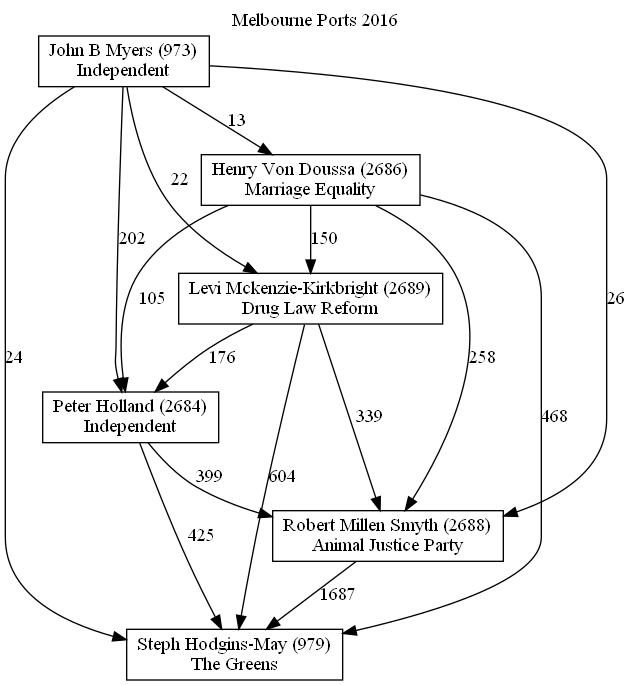 Melbourne Ports 2016
John B Myers (973)
Independent
13
Henry Von Doussa (2686)
Marriage Equality
22
202
105
150
Levi Mckenzie-Kirkbright (2689)
Drug Law Reform
26
24
176
258
Peter Holland (2684)
Independent
339
468
399
604
Robert Millen Smyth (2688)
Animal Justice Party
425
1687
Steph Hodgins-May (979)
The Greens